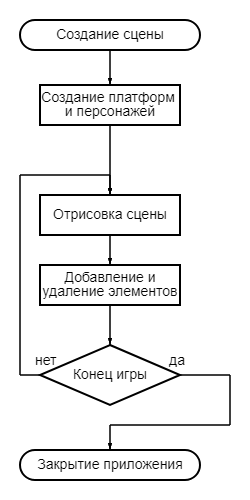 Создание сцены
Создание платформ
и персонажей
Отрисовка сцены
Добавление и
удаление элементов
нет
да
Конец игры
Закрытие приложения